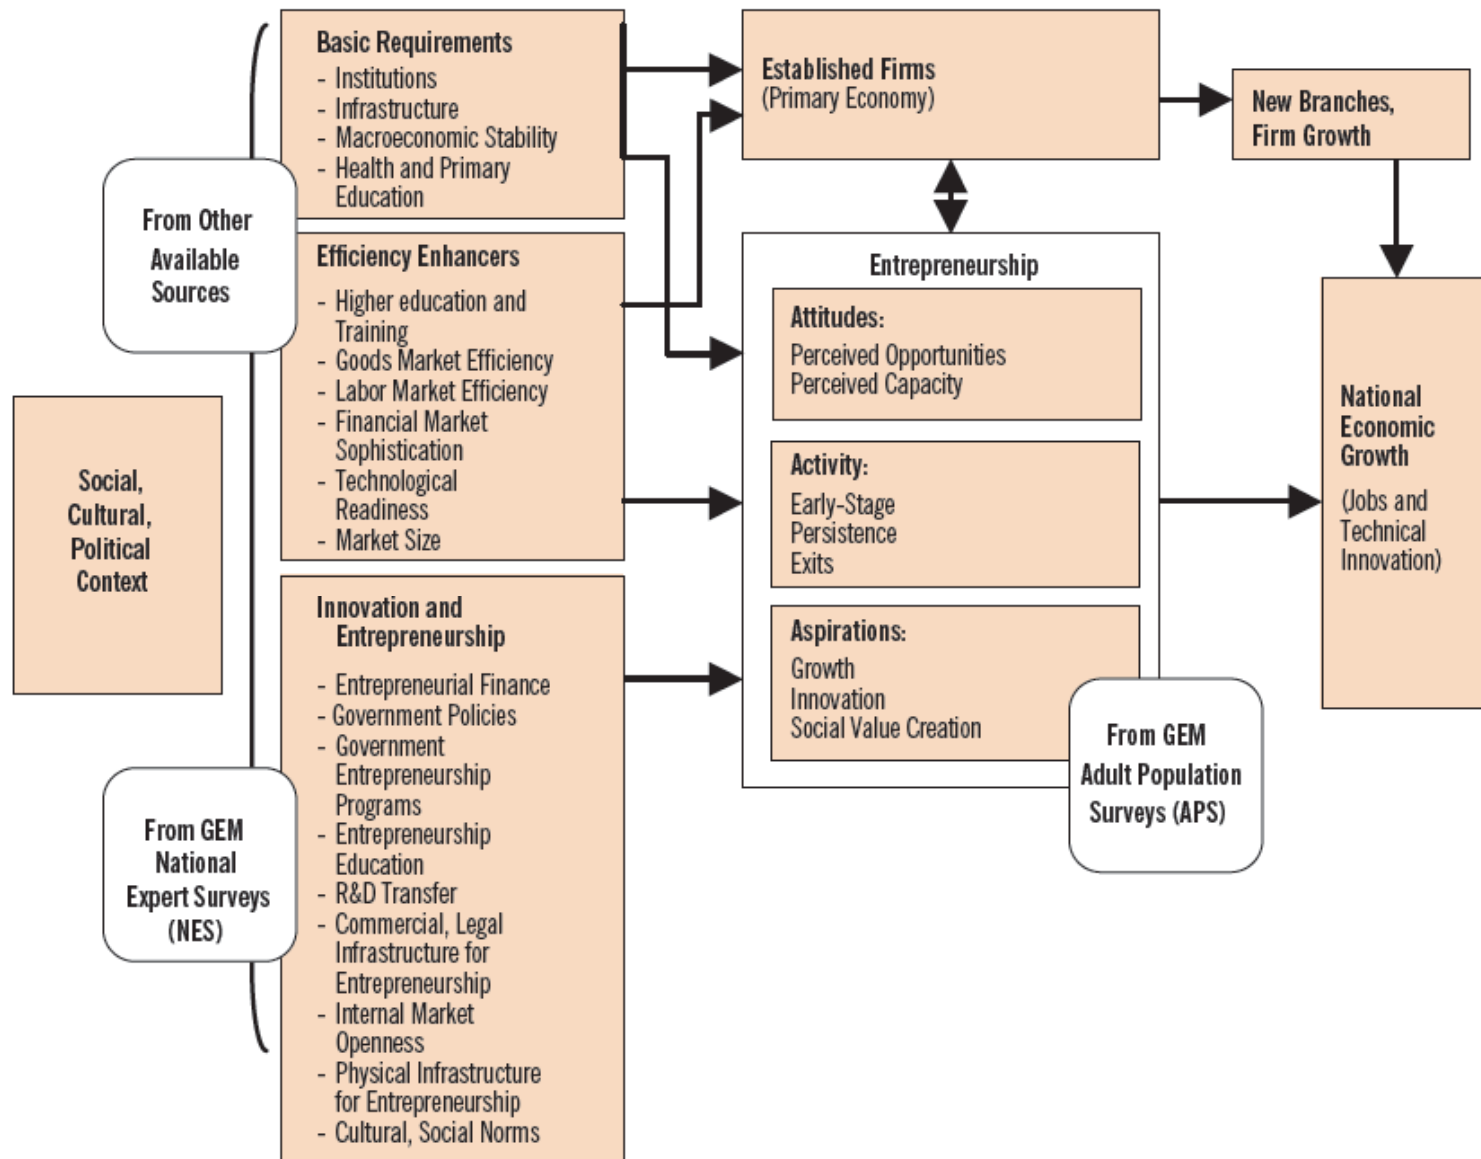 Social,
Cultural,
Political
Context
From Other
Available
Sources
From GEM
National
Expert Surveys
(NES)
Basic Requirements
- Institutions
- Infrastructure
- Macroeconomic Stability
- Health and Primary
Education
Efficiency Enhancers
- Higher education and
Training
- Goods Market Efficiency
- Labor Market Efficiency
- Financial Market
Sophistication
- Technological
Readiness
- Market Size
Innovation and
Entrepreneurship
- Entrepreneurial Finance
- Government Policies
- Government
Entrepreneurship
Programs
- Entrepreneurship
Education
- R&D Transfer
- Commercial, Legal
Infrastructure for
Entrepreneurship
- Internal Market
Openness
- Physical Infrastructure
for Entrepreneurship
- Cultural, Social Norms
Established Firms
(Primary Economy)
Entrepreneurship
Attitudes:
Perceived Opportunities
Perceived Capacity
Activity:
Early-Stage
Persistence
Exits
Aspirations:
Growth
Innovation
Social Value Creation
From GEM
Adult Population
Surveys (APS)
New Branches,
Firm Growth
National
Economic
Growth
(Jobs and
Technical
Innovation)